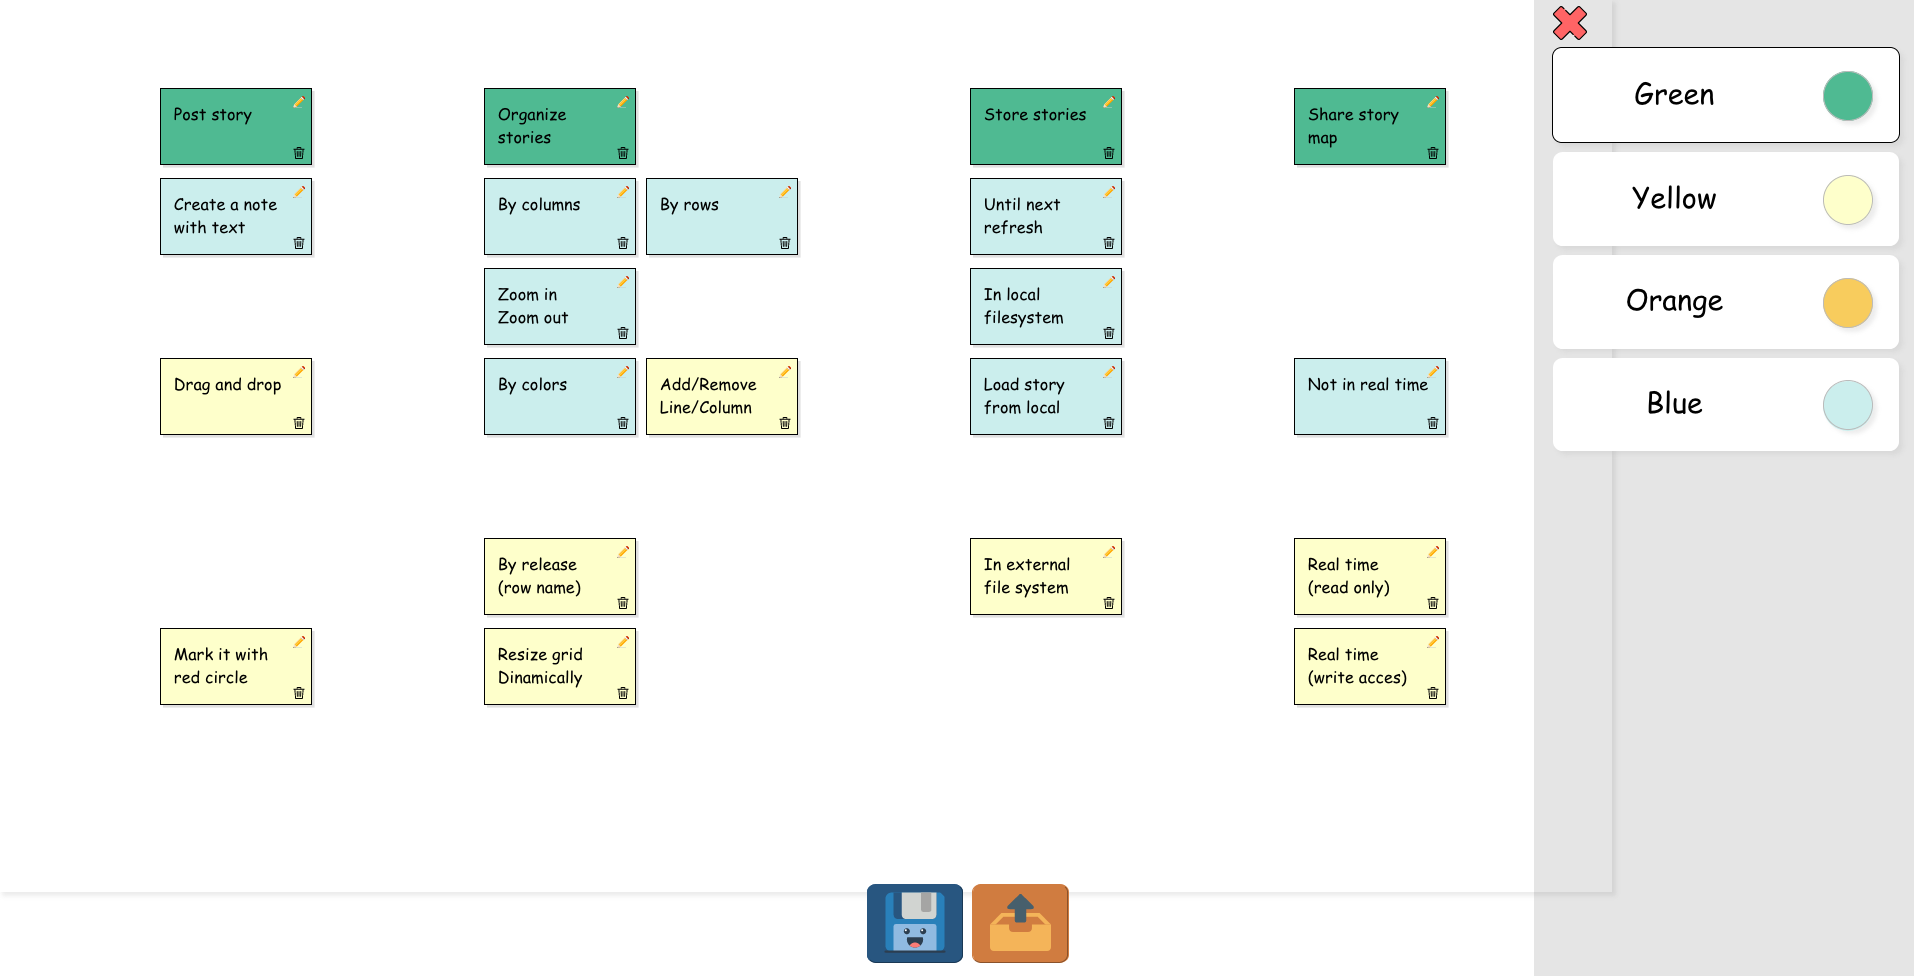 Post story
Organize
stories
Store stories
Share story
map
Create a note
with text
By columns
By rows
Until next
refresh
Zoom in
Zoom out
In local
filesystem
Drag and drop
By colors
Add/Remove
Line/Column
Load story
from local
Not in real time
By release
(row name)
In external
file system
Real time
(read only)
Mark it with
red circle
Resize grid
Dinamically
Real time
(write acces)
Green
Yellow
Orange
Blue